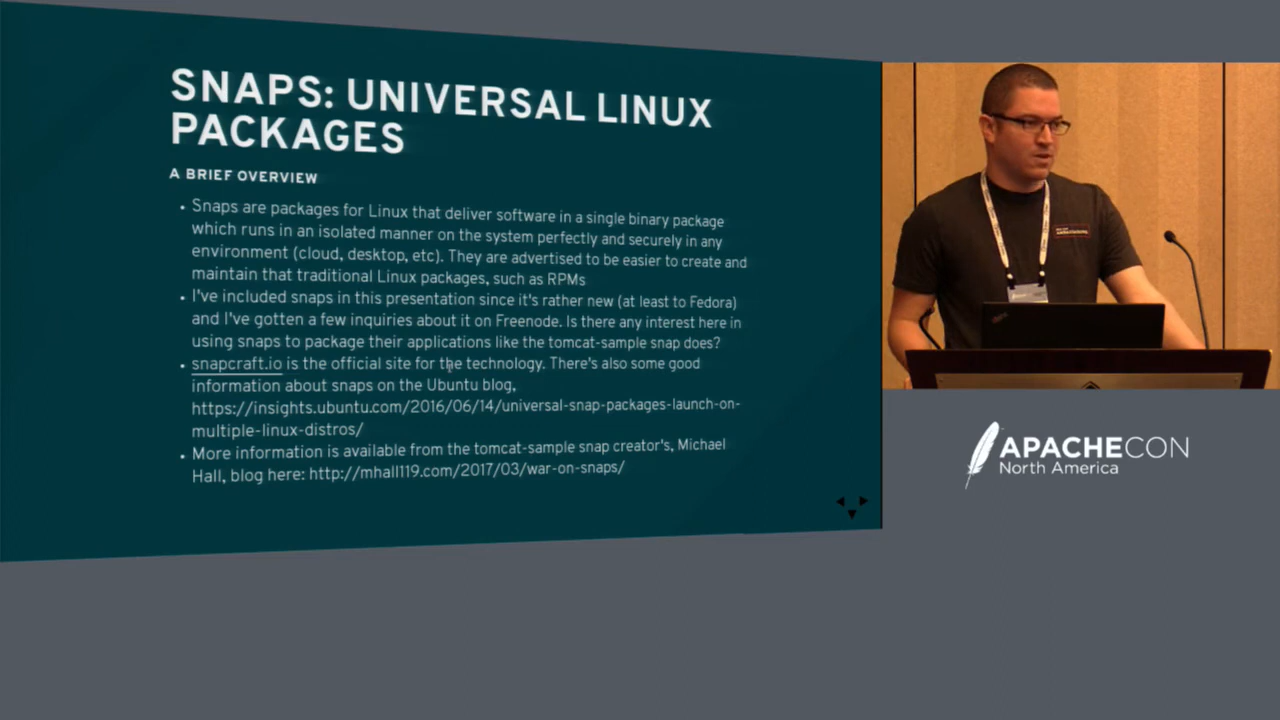 SNAPS: UNIVERSAL LINUX
PACKAGES
A BRIEF OVERVIEW
• Snaps are packages for Linux that deliver software in a single binary package
which runs in an isolated manner on the system perfectly and securely in any
environment (cloud, desktop, etc). They are advertised to be easier to create and
maintain that traditional Linux packages, such as RPMs
• I've included snaps in this presentation since it's rather new (at least to Fedora)
and I've gotten a few inquiries about it on Freenode. Is there any interest here in
using snaps to package their applications like the tomcat-sample snap does?
• snapcraft.io is the official site for the technology. There's also some good
information about snaps on the Ubuntu blog,
https://insights.ubuntu.com/2016/06/14/universal-snap-packages-launch-on-
multiple-linux-distros/
• More information is available from the tomcat-sample snap creator's, Michael
Hall, blog here: http://mhall119.com/2017/03/war-on-snaps/
APACHECON
North America